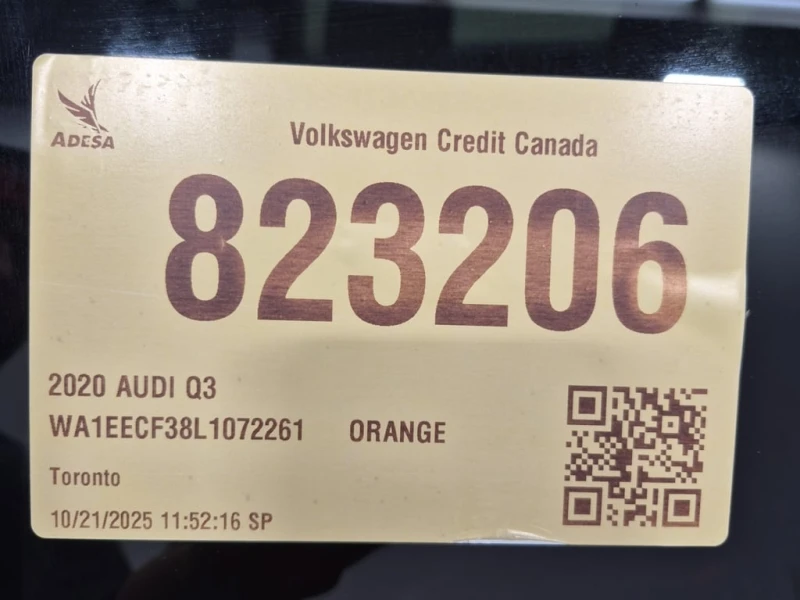 ADESA
Volkswagen Credit Canada
823206
2020 AUDI Q3
WA1EECF38L1072261 ORANGE
Toronto
10/21/2025 11:52:16 SP